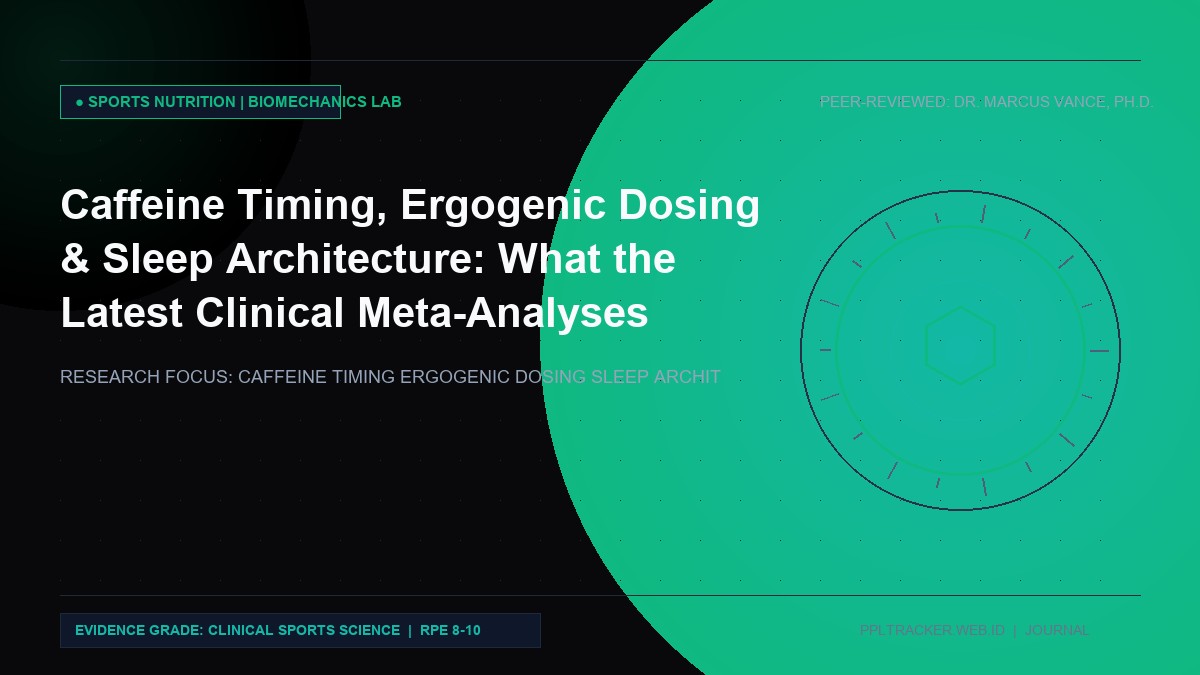 ● SPORTS NUTRITION | BIOMECHANICS LAB
PEER-REVIEWED: DR. MARCUS VANCE, PH.D.
Caffeine Timing, Ergogenic Dosing
& Sleep Architecture: What the
Latest Clinical Meta-Analyses
RESEARCH FOCUS: CAFFEINE TIMING ERGOGENIC DOSING SLEEP ARCHIT
EVIDENCE GRADE: CLINICAL SPORTS SCIENCE | RPE 8-10
PPLTRACKER WEB ID | JOURNAL